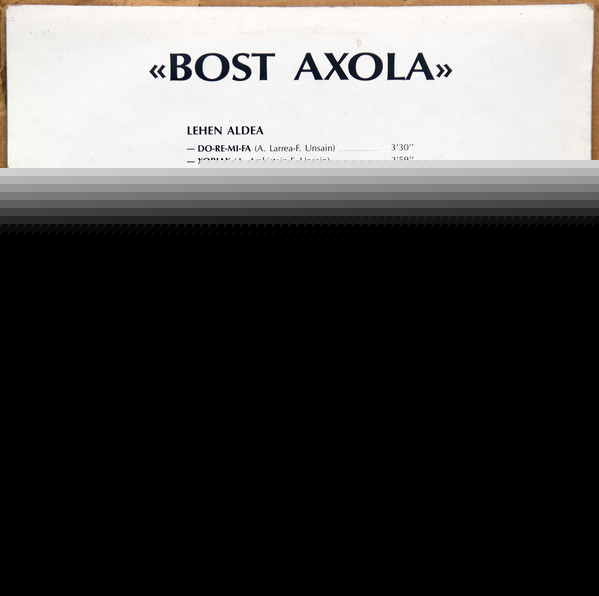 «BOST AXOLA»
LEHEN ALDEA
— DO-RE-MI-FA (A. Larrea-F. Unsain) 3'30''